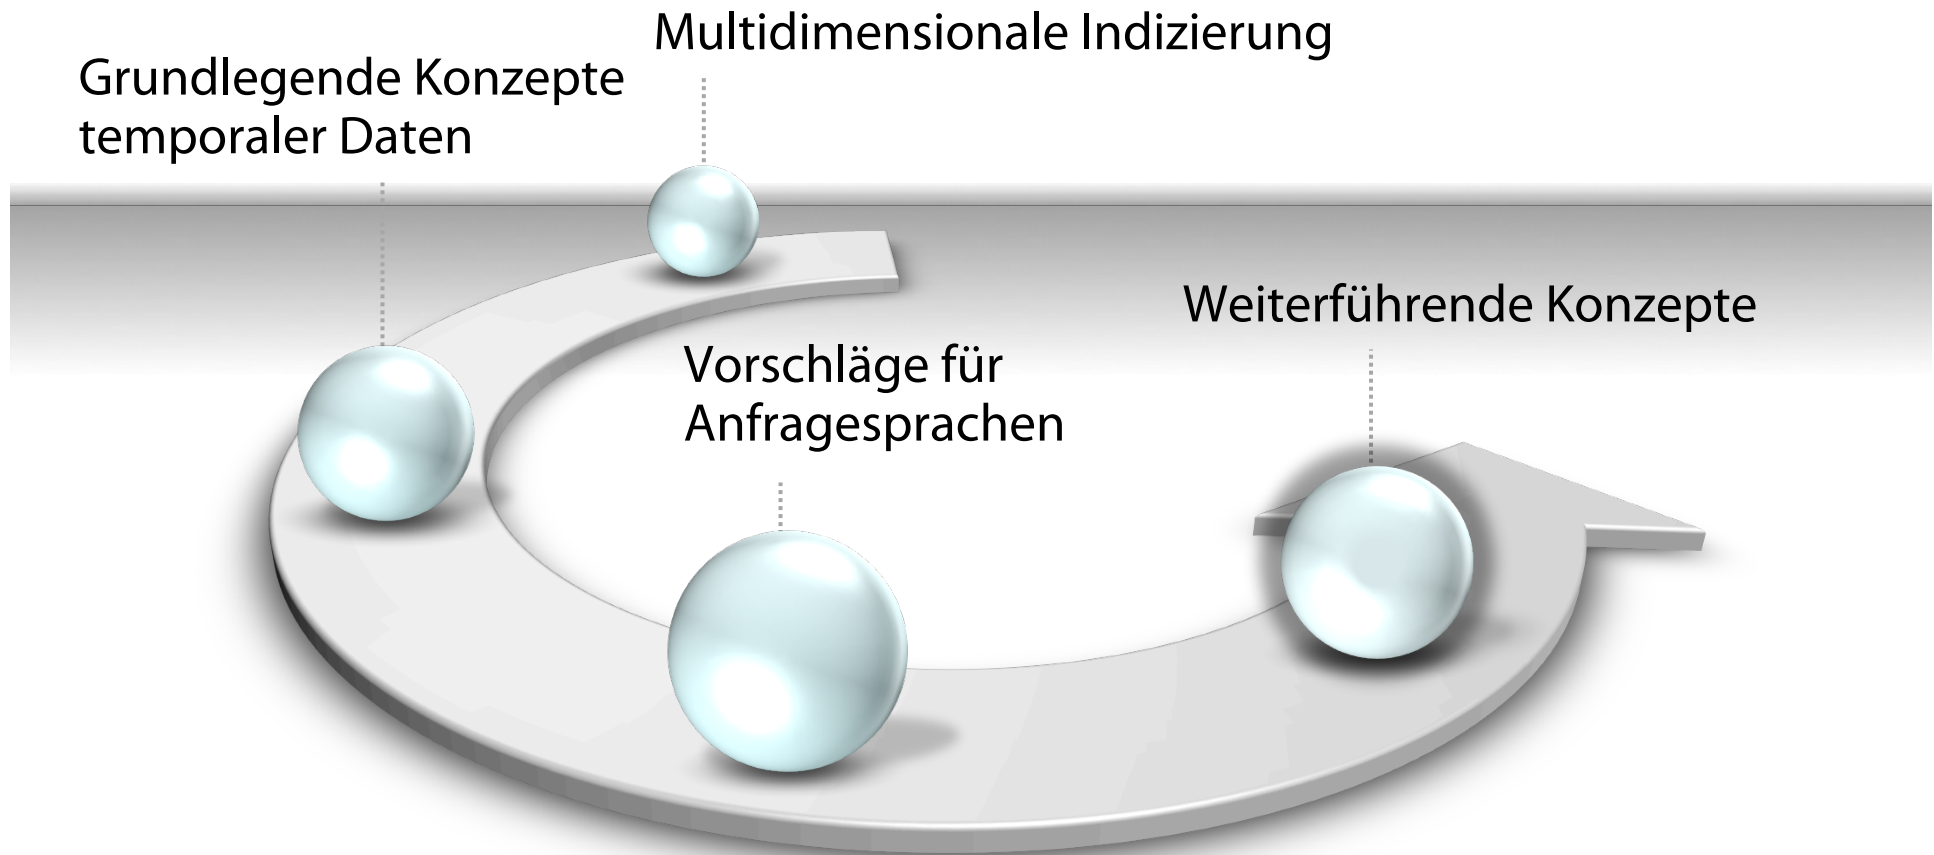 Multidimensionale Indizierung
Grundlegende Konzepte
temporaler Daten
Weiterführende Konzepte
Vorschläge für
Anfragesprachen